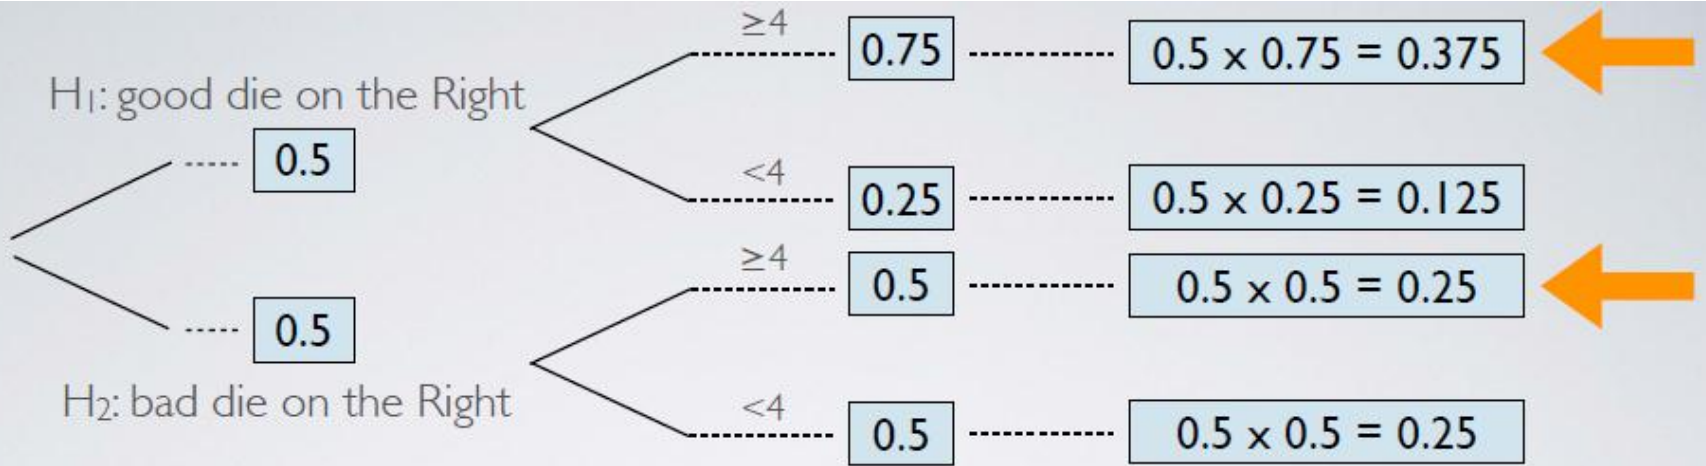 ≥4
0.75
0.5 x 0.75 = 0.375
H₁: good die on the Right
0.5
<4
0.25
0.5 x 0.25 = 0.125
≥4
0.5
0.5 x 0.5 = 0.25
0.5
H₂: bad die on the Right
<4
0.5
0.5 x 0.5 = 0.25